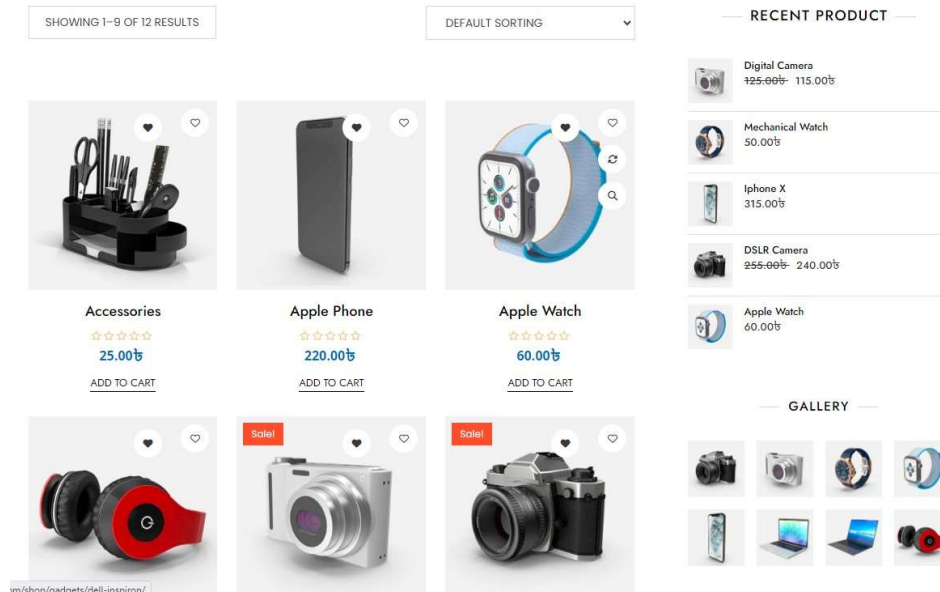 SHOWING 1–9 OF 12 RESULTS
DEFAULT SORTING
Accessories
25.00৳
ADD TO CART
Apple Phone
220.00৳
ADD TO CART
Apple Watch
60.00৳
ADD TO CART
Sale!
Sale!
RECENT PRODUCT
Digital Camera
125.00৳ 115.00৳
Mechanical Watch
50.00৳
Iphone X
315.00৳
DSLR Camera
255.00৳ 240.00৳
Apple Watch
60.00৳
GALLERY
om/shop/gadgets/dell-inspiron/